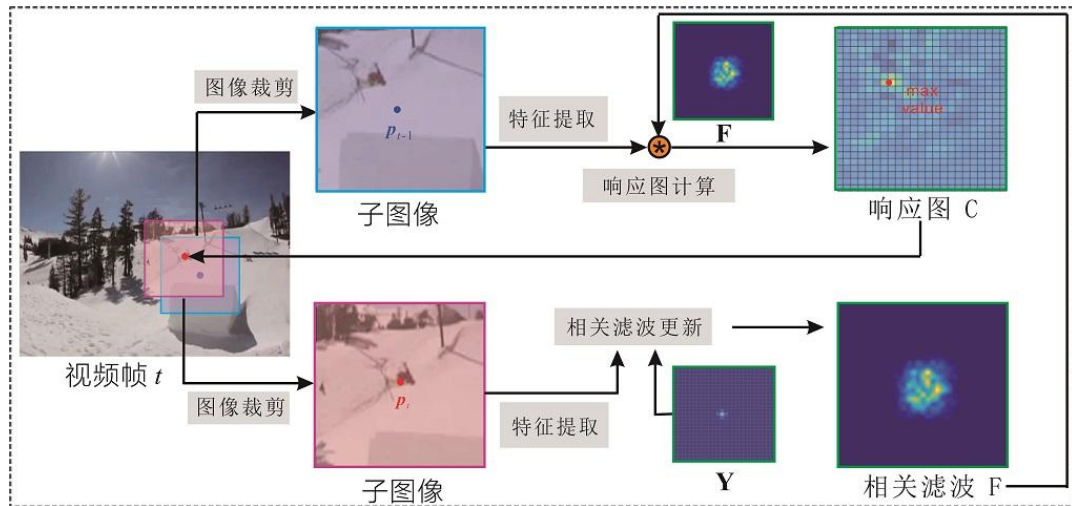 图像裁剪
p_{t-1}
子图像
特征提取
F
响应图计算
max
value
响应图 C
视频帧 t
图像裁剪
p_t
子图像
特征提取
相关滤波更新
Y
相关滤波 F